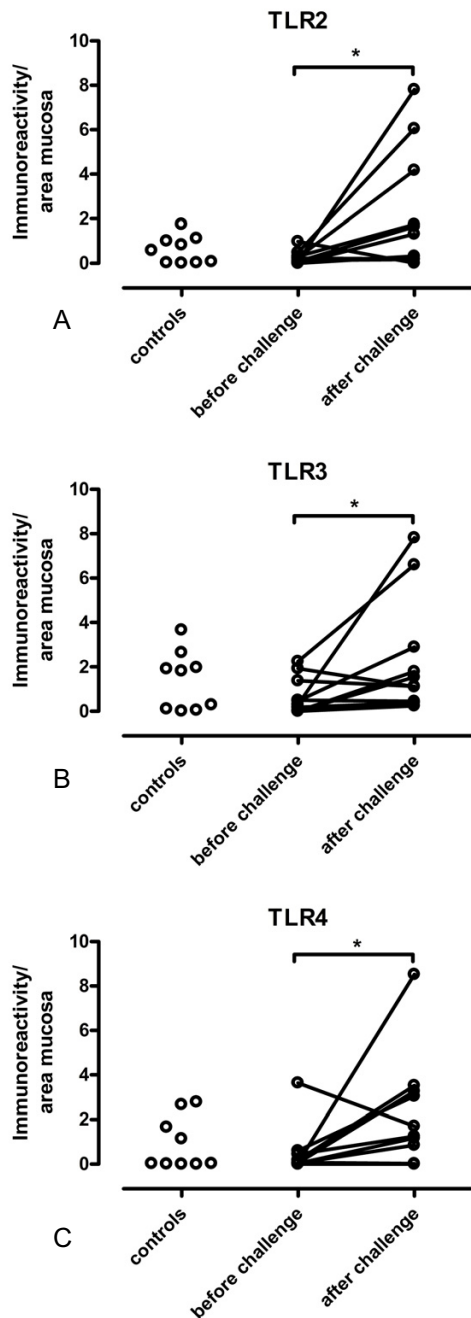 TLR2
*
Immunoreactivity/
area mucosa
10
8
6
4
2
0
controls
before challenge
after challenge
A
TLR3
*
Immunoreactivity/
area mucosa
10
8
6
4
2
0
controls
before challenge
after challenge
B
TLR4
*
Immunoreactivity/
area mucosa
10
8
6
4
2
0
controls
before challenge
after challenge
C